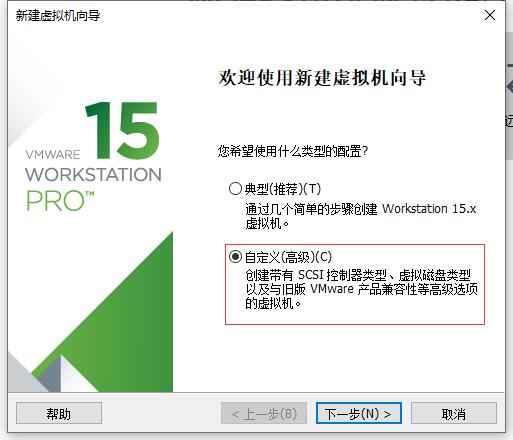 新建虚拟机向导
欢迎使用新建虚拟机向导
15
VMWARE
WORKSTATION
PRO™
您希望使用什么类型的配置?
典型(推荐)(T)
通过几个简单的步骤创建 Workstation 15.x
虚拟机。
自定义(高级)(C)
创建带有 SCSI 控制器类型、虚拟磁盘类型
以及与旧版 VMware 产品兼容性等高级选项
的虚拟机。
帮助
< 上一步(B)
下一步(N) >
取消